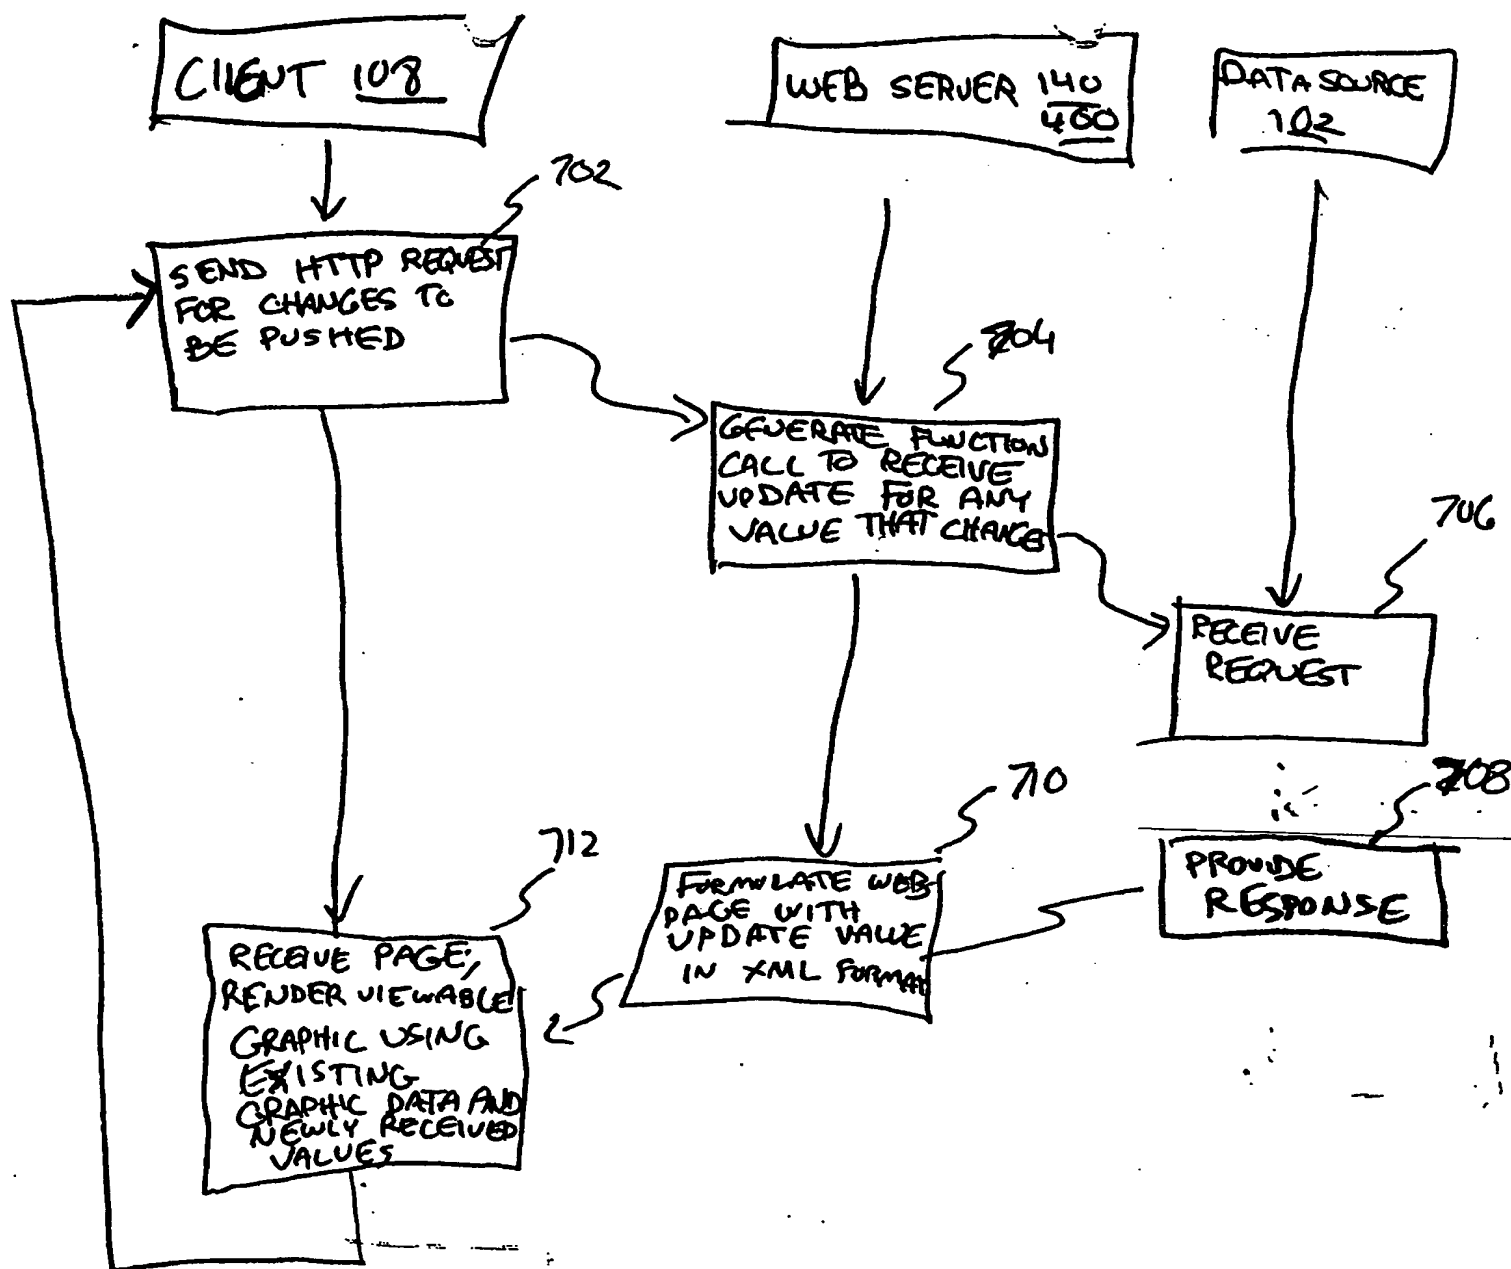 CLIENT 108
WEB SERVER 140
400
DATA SOURCE
102
702
SEND HTTP REQUEST
FOR CHANGES TO
BE PUSHED
704
GENERATE FUNCTION
CALL TO RECEIVE
UPDATE FOR ANY
VALUE THAT CHANGE
706
RECEIVE
REQUEST
708
PROVIDE
RESPONSE
710
FORMULATE WEB
PAGE WITH
UPDATE VALUE
IN XML FORMAT
712
RECEIVE PAGE;
RENDER VIEWABLE
GRAPHIC USING
EXISTING
GRAPHIC DATA AND
NEWLY RECEIVED
VALUES